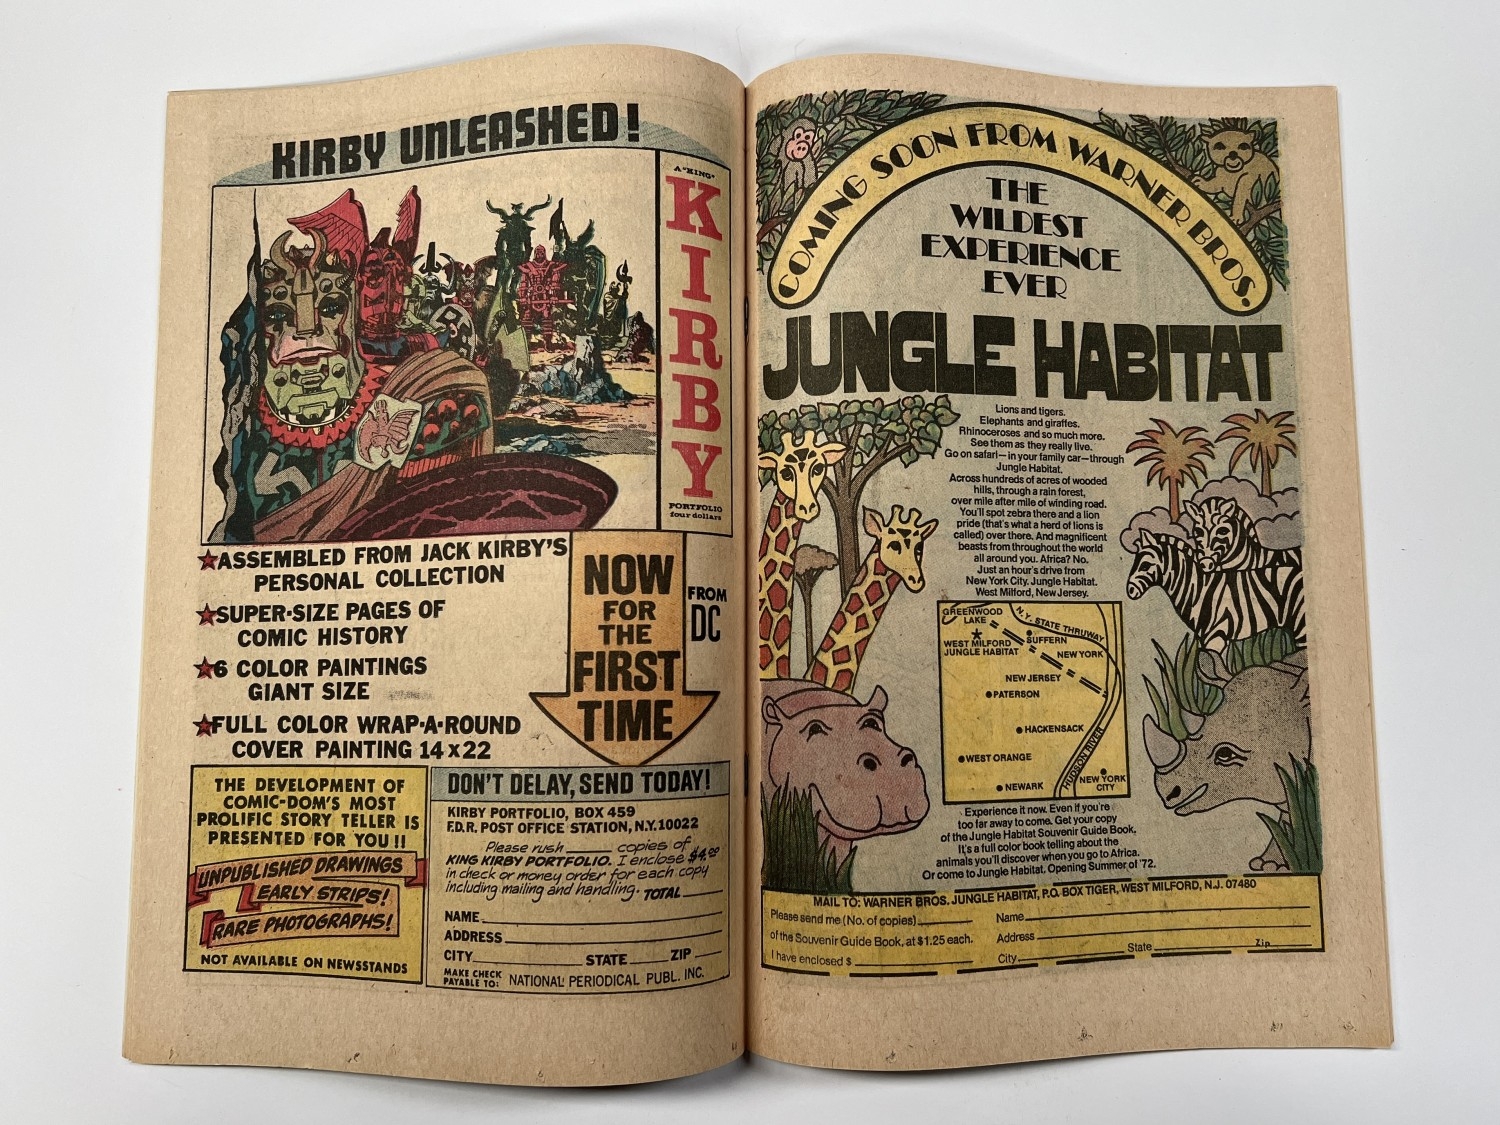 KIRBY UNLEASHED!
A "KING"
KIRBY
PORTFOLIO
four dollars
★ASSEMBLED FROM JACK KIRBY'S
PERSONAL COLLECTION
★SUPER-SIZE PAGES OF
COMIC HISTORY
★6 COLOR PAINTINGS
GIANT SIZE
★FULL COLOR WRAP-A-ROUND
COVER PAINTING 14 x 22
NOW
FOR
THE
FIRST
TIME
FROM
DC
THE DEVELOPMENT OF
COMIC-DOM'S MOST
PROLIFIC STORY TELLER IS
PRESENTED FOR YOU!!
UNPUBLISHED DRAWINGS
EARLY STRIPS!
RARE PHOTOGRAPHS!
NOT AVAILABLE ON NEWSSTANDS
DON'T DELAY, SEND TODAY!
KIRBY PORTFOLIO, BOX 459
F.D.R. POST OFFICE STATION, N.Y. 10022
Please rush ______ copies of
KING KIRBY PORTFOLIO. I enclose $4.00
in check or money order for each copy
including mailing and handling. TOTAL ______
NAME ______
ADDRESS ______
CITY ______ STATE ______ ZIP ______
MAKE CHECK
PAYABLE TO: NATIONAL PERIODICAL PUBL. INC.
COMING SOON FROM WARNER BROS.
THE
WILDEST
EXPERIENCE
EVER
JUNGLE HABITAT
Lions and tigers.
Elephants and giraffes.
Rhinoceroses and so much more.
See them as they really live.
Go on safari—in your family car—through
Jungle Habitat.
Across hundreds of acres of wooded
hills, through a rain forest,
over mile after mile of winding road.
You'll spot zebra there and a lion
pride (that's what a herd of lions is
called) over there. And magnificent
beasts from throughout the world
all around you. Africa? No.
Just an hour's drive from
New York City. Jungle Habitat.
West Milford, New Jersey.
GREENWOOD
LAKE
N.Y. STATE THRUWAY
SUFFERN
WEST MILFORD
JUNGLE HABITAT
NEW YORK
NEW JERSEY
PATERSON
HACKENSACK
WEST ORANGE
HUDSON RIVER
NEWARK
NEW YORK
CITY
Experience it now. Even if you're
too far away to come. Get your copy
of the Jungle Habitat Souvenir Guide Book.
It's a full color book telling about the
animals you'll discover when you go to Africa.
Or come to Jungle Habitat. Opening Summer of '72.
MAIL TO: WARNER BROS. JUNGLE HABITAT, P.O. BOX TIGER, WEST MILFORD, N.J. 07480
Please send me (No. of copies) ______
of the Souvenir Guide Book, at $1.25 each.
I have enclosed $ ______
Name ______
Address ______
City ______ State ______ Zip ______